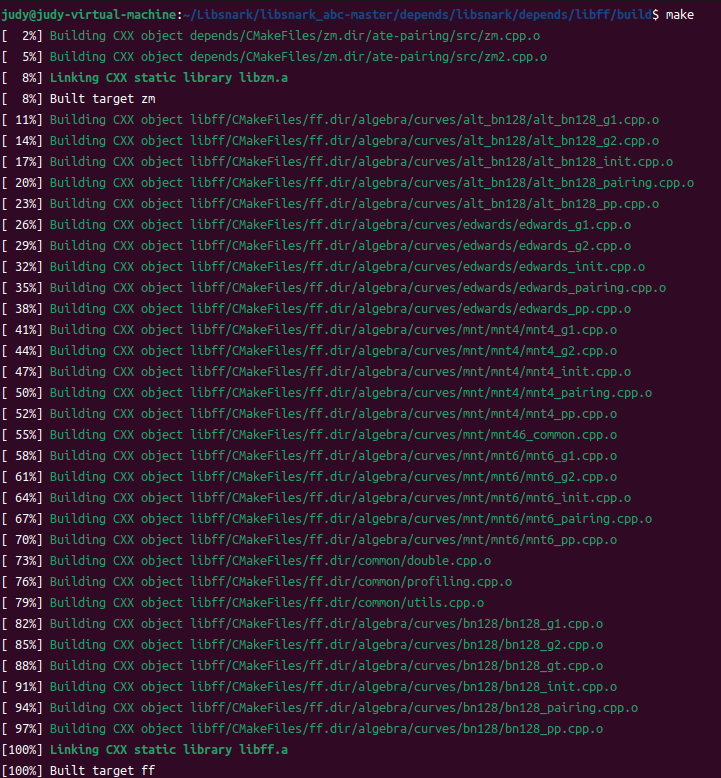 judy@judy-virtual-machine:~/Libsnark/libsnark_abc-master/depends/libsnark/depends/libff/build$ make
[  2%] Building CXX object depends/CMakeFiles/zm.dir/ate-pairing/src/zm.cpp.o
[  5%] Building CXX object depends/CMakeFiles/zm.dir/ate-pairing/src/zm2.cpp.o
[  8%] Linking CXX static library libzm.a
[  8%] Built target zm
[ 11%] Building CXX object libff/CMakeFiles/ff.dir/algebra/curves/alt_bn128/alt_bn128_g1.cpp.o
[ 14%] Building CXX object libff/CMakeFiles/ff.dir/algebra/curves/alt_bn128/alt_bn128_g2.cpp.o
[ 17%] Building CXX object libff/CMakeFiles/ff.dir/algebra/curves/alt_bn128/alt_bn128_init.cpp.o
[ 20%] Building CXX object libff/CMakeFiles/ff.dir/algebra/curves/alt_bn128/alt_bn128_pairing.cpp.o
[ 23%] Building CXX object libff/CMakeFiles/ff.dir/algebra/curves/alt_bn128/alt_bn128_pp.cpp.o
[ 26%] Building CXX object libff/CMakeFiles/ff.dir/algebra/curves/edwards/edwards_g1.cpp.o
[ 29%] Building CXX object libff/CMakeFiles/ff.dir/algebra/curves/edwards/edwards_g2.cpp.o
[ 32%] Building CXX object libff/CMakeFiles/ff.dir/algebra/curves/edwards/edwards_init.cpp.o
[ 35%] Building CXX object libff/CMakeFiles/ff.dir/algebra/curves/edwards/edwards_pairing.cpp.o
[ 38%] Building CXX object libff/CMakeFiles/ff.dir/algebra/curves/edwards/edwards_pp.cpp.o
[ 41%] Building CXX object libff/CMakeFiles/ff.dir/algebra/curves/mnt/mnt4/mnt4_g1.cpp.o
[ 44%] Building CXX object libff/CMakeFiles/ff.dir/algebra/curves/mnt/mnt4/mnt4_g2.cpp.o
[ 47%] Building CXX object libff/CMakeFiles/ff.dir/algebra/curves/mnt/mnt4/mnt4_init.cpp.o
[ 50%] Building CXX object libff/CMakeFiles/ff.dir/algebra/curves/mnt/mnt4/mnt4_pairing.cpp.o
[ 52%] Building CXX object libff/CMakeFiles/ff.dir/algebra/curves/mnt/mnt4/mnt4_pp.cpp.o
[ 55%] Building CXX object libff/CMakeFiles/ff.dir/algebra/curves/mnt/mnt46_common.cpp.o
[ 58%] Building CXX object libff/CMakeFiles/ff.dir/algebra/curves/mnt/mnt6/mnt6_g1.cpp.o
[ 61%] Building CXX object libff/CMakeFiles/ff.dir/algebra/curves/mnt/mnt6/mnt6_g2.cpp.o
[ 64%] Building CXX object libff/CMakeFiles/ff.dir/algebra/curves/mnt/mnt6/mnt6_init.cpp.o
[ 67%] Building CXX object libff/CMakeFiles/ff.dir/algebra/curves/mnt/mnt6/mnt6_pairing.cpp.o
[ 70%] Building CXX object libff/CMakeFiles/ff.dir/algebra/curves/mnt/mnt6/mnt6_pp.cpp.o
[ 73%] Building CXX object libff/CMakeFiles/ff.dir/common/double.cpp.o
[ 76%] Building CXX object libff/CMakeFiles/ff.dir/common/profiling.cpp.o
[ 79%] Building CXX object libff/CMakeFiles/ff.dir/common/utils.cpp.o
[ 82%] Building CXX object libff/CMakeFiles/ff.dir/algebra/curves/bn128/bn128_g1.cpp.o
[ 85%] Building CXX object libff/CMakeFiles/ff.dir/algebra/curves/bn128/bn128_g2.cpp.o
[ 88%] Building CXX object libff/CMakeFiles/ff.dir/algebra/curves/bn128/bn128_gt.cpp.o
[ 91%] Building CXX object libff/CMakeFiles/ff.dir/algebra/curves/bn128/bn128_init.cpp.o
[ 94%] Building CXX object libff/CMakeFiles/ff.dir/algebra/curves/bn128/bn128_pairing.cpp.o
[ 97%] Building CXX object libff/CMakeFiles/ff.dir/algebra/curves/bn128/bn128_pp.cpp.o
[100%] Linking CXX static library libff.a
[100%] Built target ff